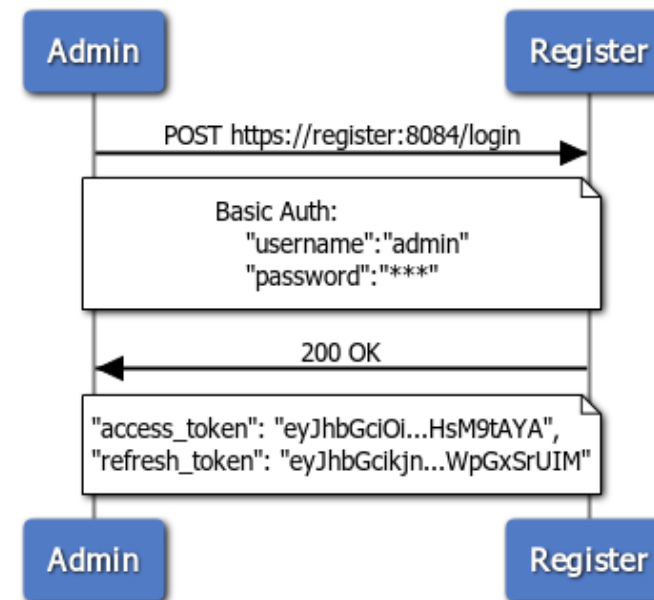 Admin
Register
POST https://register:8084/login
Basic Auth:
"username":"admin"
"password":"***"
200 OK
"access_token": "eyJhbGciOi...HsM9tAYA",
"refresh_token": "eyJhbGcikjn...WpGxSrUIM"
Admin
Register